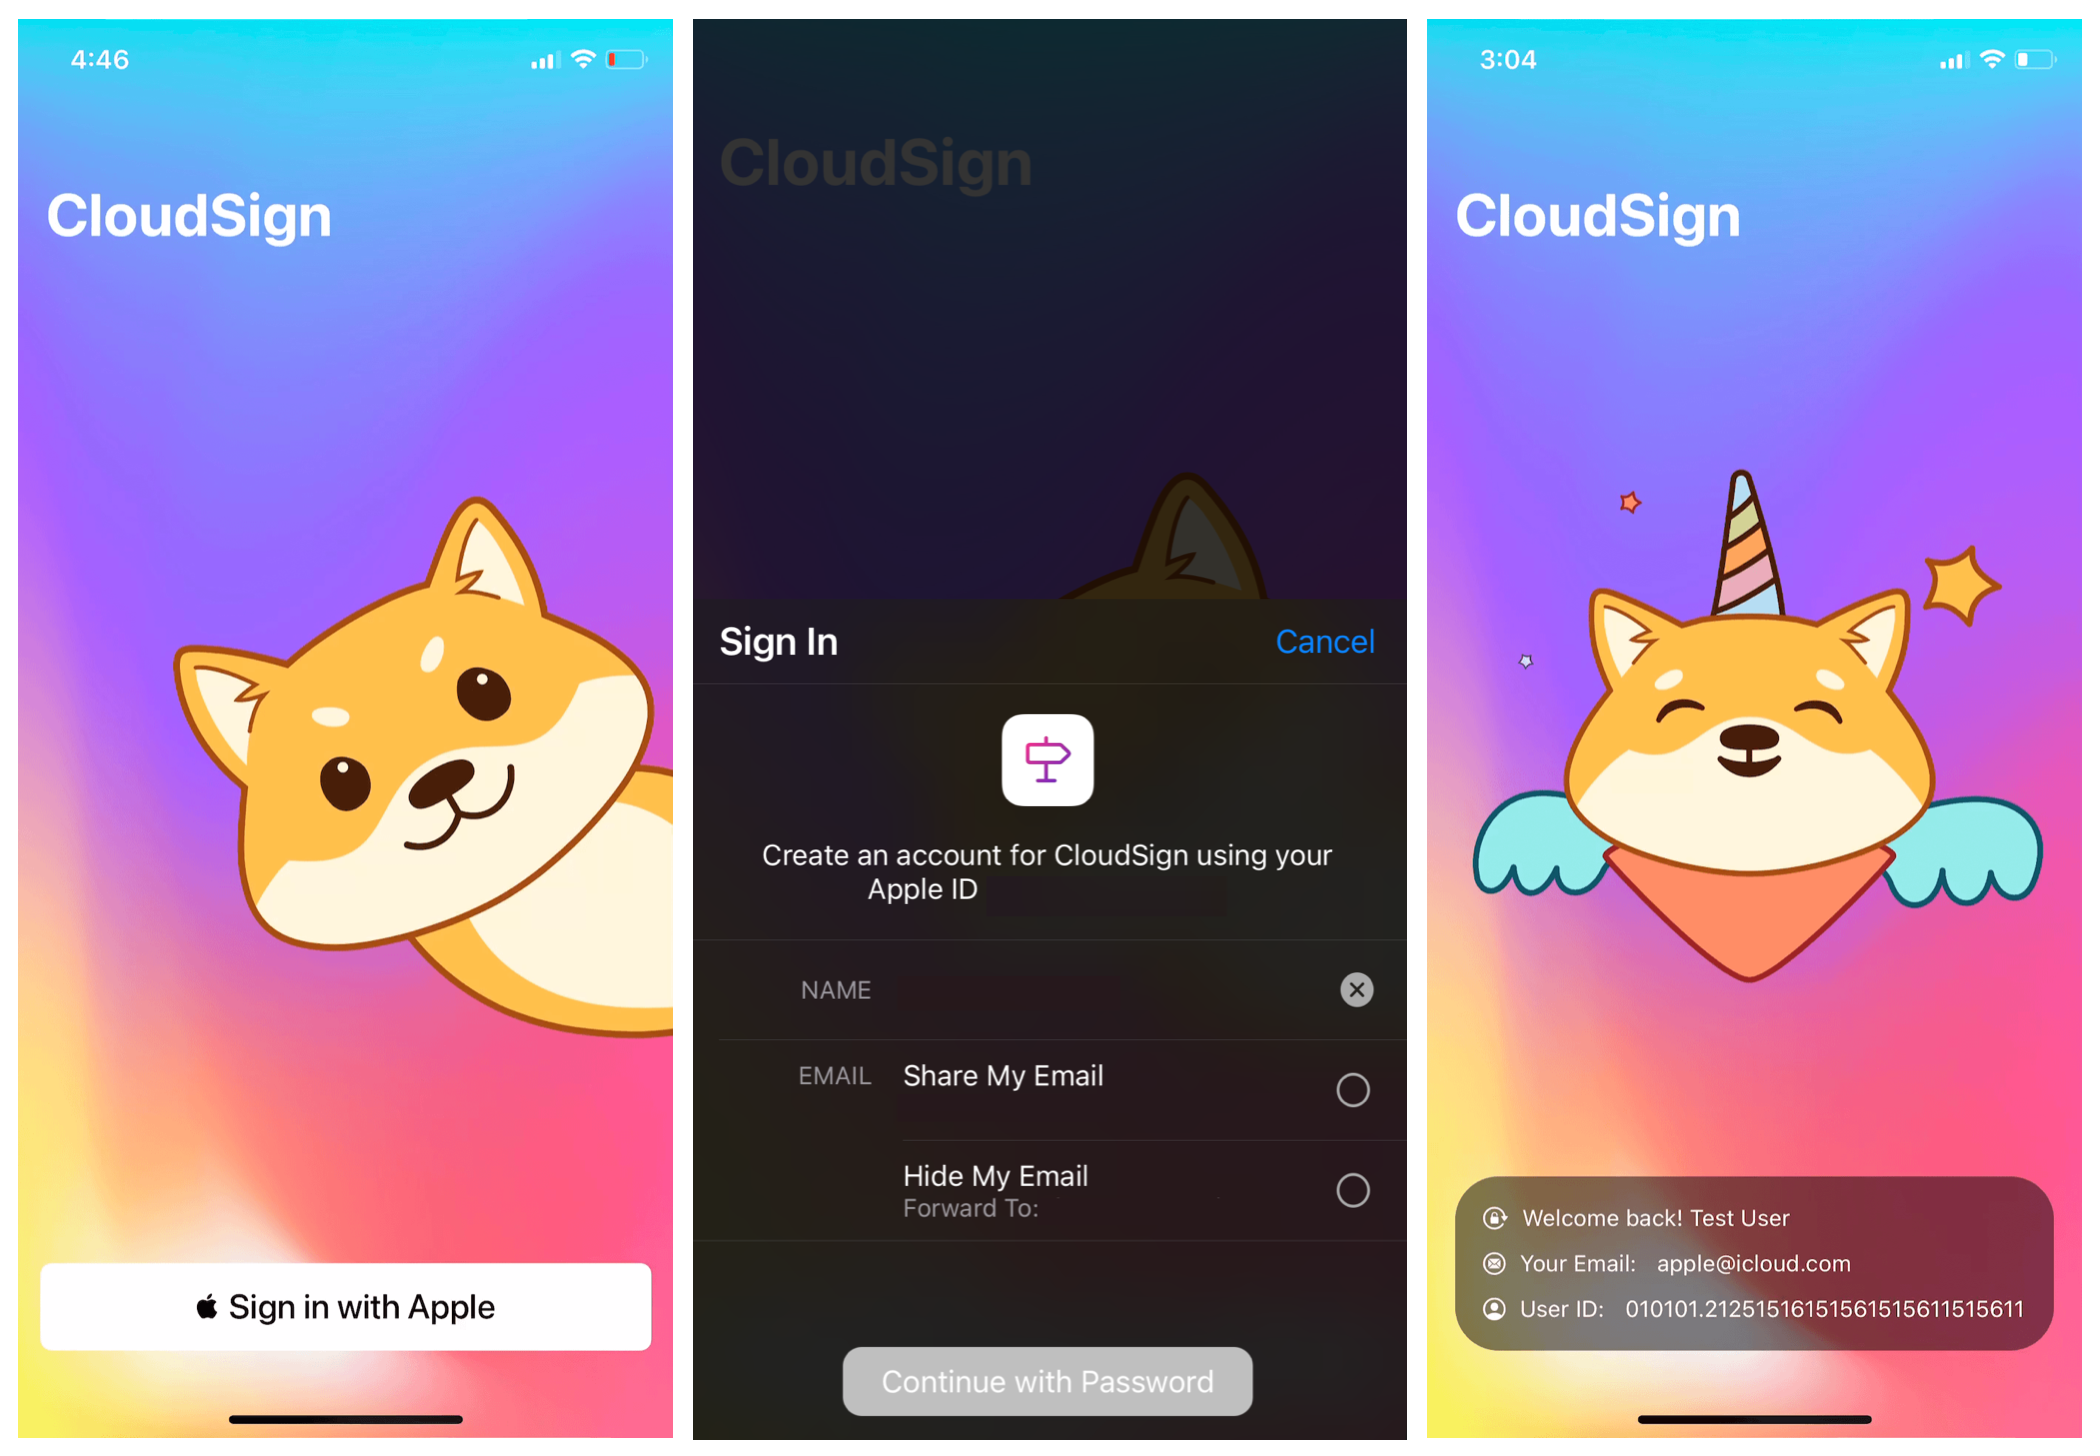 4:46
CloudSign
Sign in with Apple
CloudSign
Sign In
Cancel
Create an account for CloudSign using your
Apple ID
NAME
EMAIL
Share My Email
Hide My Email
Forward To:
Continue with Password
3:04
CloudSign
Welcome back! Test User
Your Email: apple@icloud.com
User ID: 010101.21251516151561515611515611